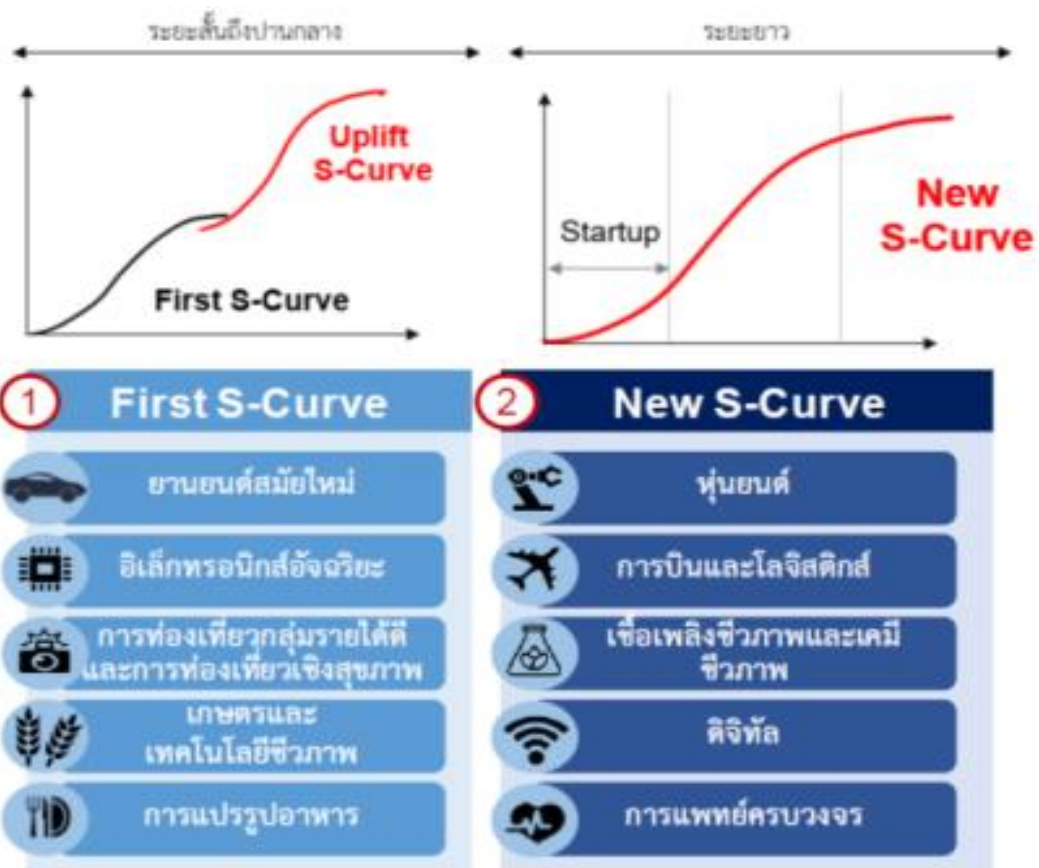 ระยะสั้นถึงปานกลาง
ระยะยาว
Uplift
S-Curve
First S-Curve
Startup
New
S-Curve
1 First S-Curve
ยานยนต์สมัยใหม่
อิเล็กทรอนิกส์อัจฉริยะ
การท่องเที่ยวกลุ่มรายได้ดี
และการท่องเที่ยวเชิงสุขภาพ
เกษตรและ
เทคโนโลยีชีวภาพ
การแปรรูปอาหาร
2 New S-Curve
หุ่นยนต์
การบินและโลจิสติกส์
เชื้อเพลิงชีวภาพและเคมี
ชีวภาพ
ดิจิทัล
การแพทย์ครบวงจร